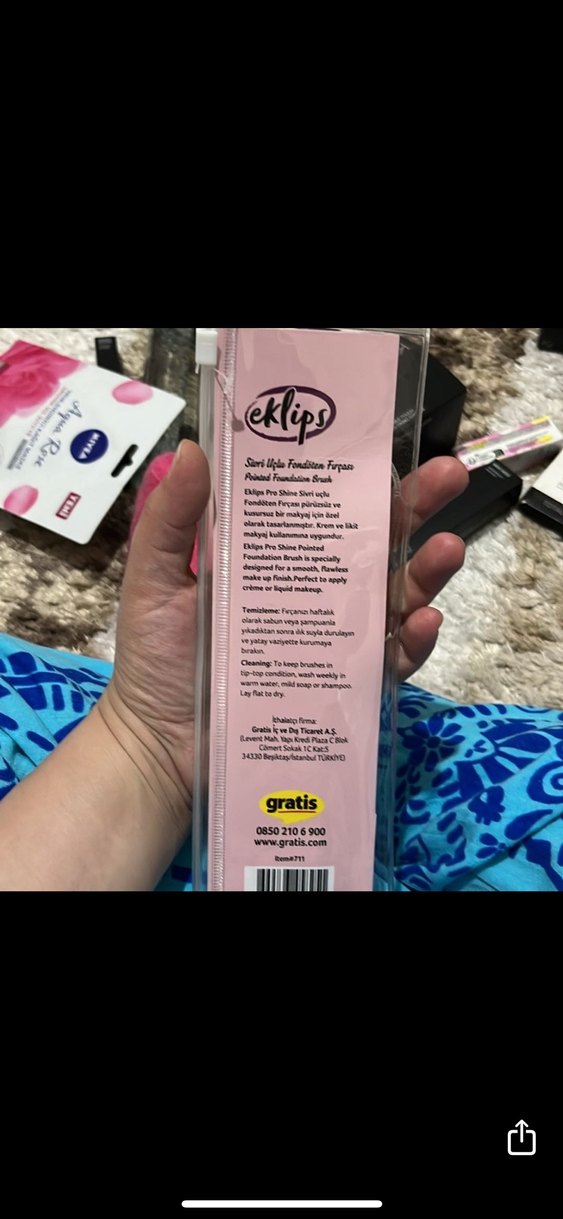 eklips
Sivri Uçlu Fondöten Fırçası
Pointed Foundation Brush
Eklips Pro Shine Sivri uçlu
Fondöten Fırçası pürüzsüz ve
kusursuz bir makyaj için özel
olarak tasarlanmıştır. Krem ve likit
makyaj kullanımına uygundur.
Eklips Pro Shine Pointed
Foundation Brush is specially
designed for a smooth, flawless
make up finish.Perfect to apply
crème or liquid makeup.
Temizleme: Fırçanızı haftalık
olarak sabun veya şampuanla
yıkadıktan sonra ılık suyla durulayın
ve yatay vaziyette kurumaya
bırakın.
Cleaning: To keep brushes in
tip-top condition, wash weekly in
warm water, mild soap or shampoo.
Lay flat to dry.
İthalatçı firma:
Gratis İç ve Dış Ticaret A.Ş.
(Levent Mah. Yapı Kredi Plaza C Blok
Cömert Sokak 1C Kat:5
34330 Beşiktaş/İstanbul TÜRKİYE)
gratis
0850 210 6 900
www.gratis.com
item#711
NIVEA
Aqua Rose
YENİ